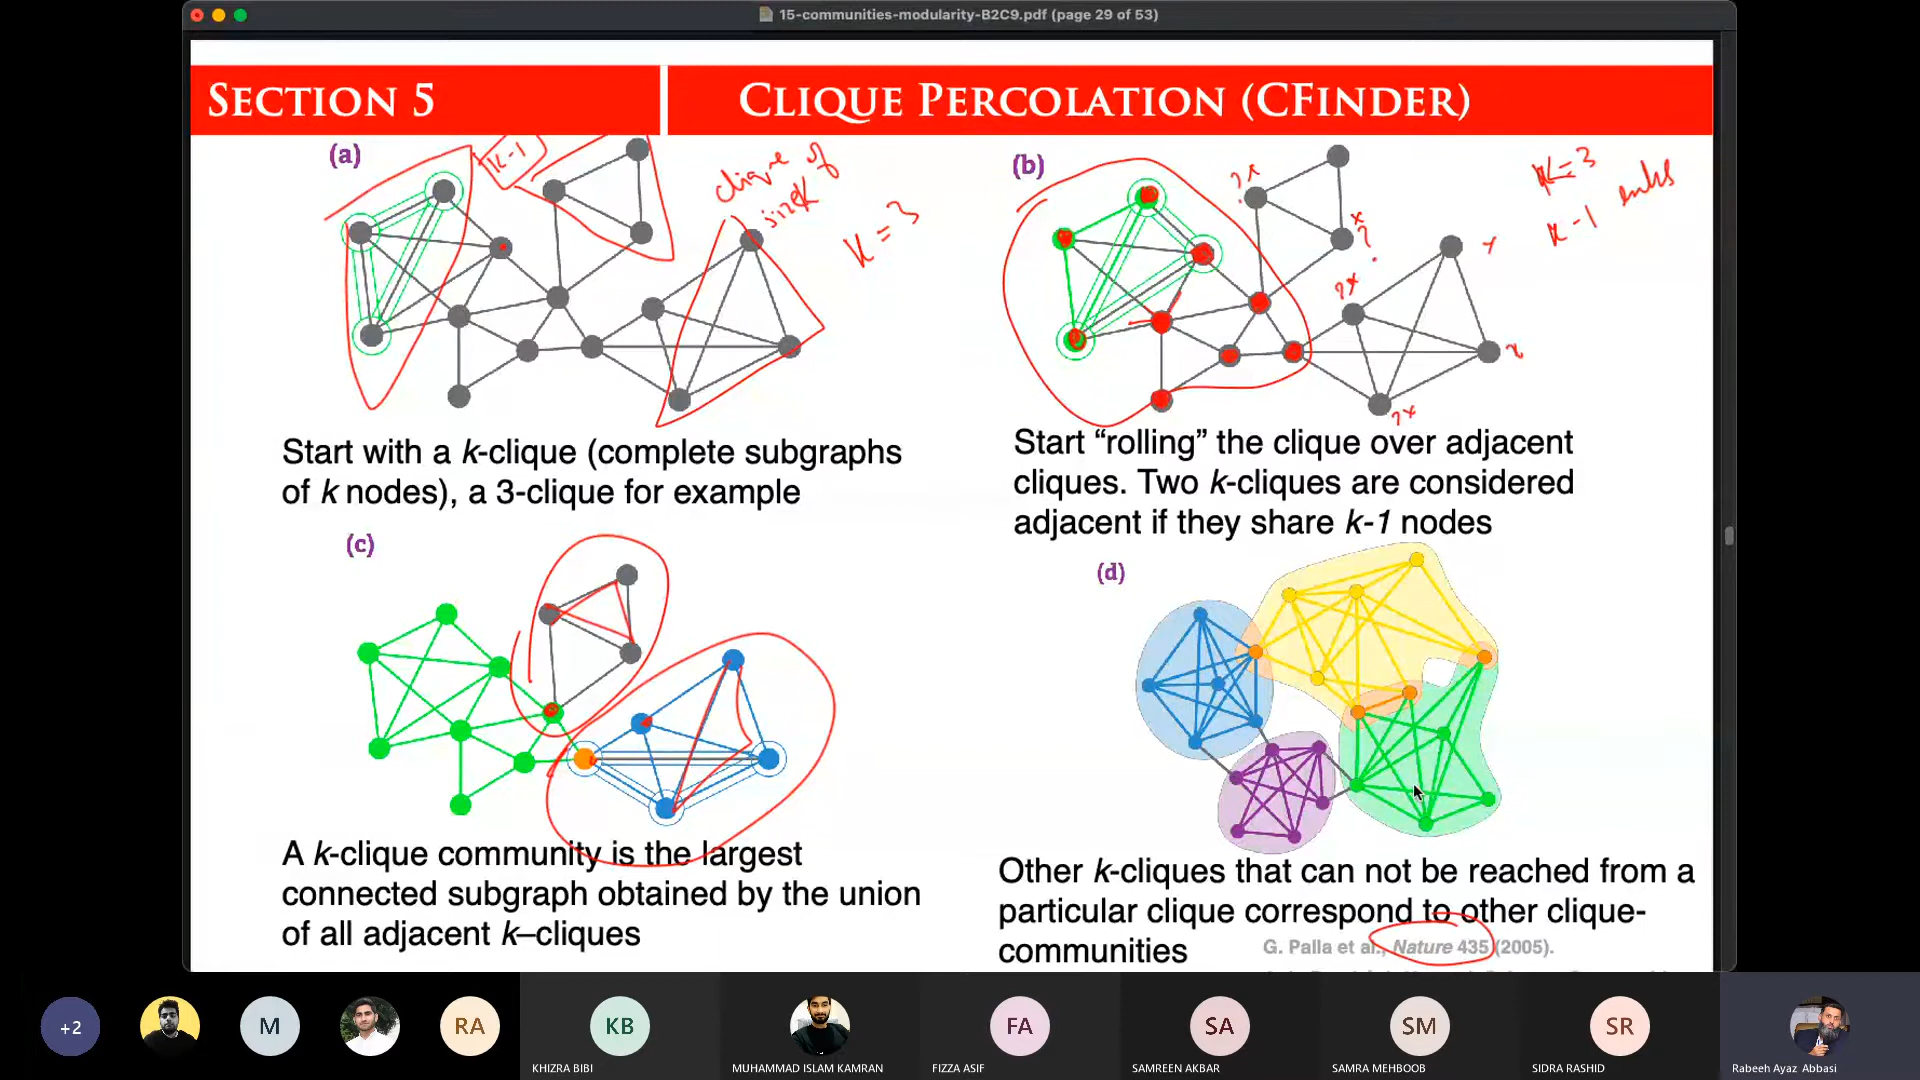 15-communities-modularity-B2C9.pdf (page 29 of 53)
SECTION 5
CLIQUE PERCOLATION (CFINDER)
(a)
k-1
clique of
size k
K = 3
(b)
K=3
k-1
?x
x
?
x
?x
x
?x
Start with a k-clique (complete subgraphs
of k nodes), a 3-clique for example
Start “rolling” the clique over adjacent
cliques. Two k-cliques are considered
adjacent if they share k-1 nodes
(c)
(d)
A k-clique community is the largest
connected subgraph obtained by the union
of all adjacent k–cliques
Other k-cliques that can not be reached from a
particular clique correspond to other clique-
communities
G. Palla et al., Nature 435 (2005).
+2
M
RA
KB
KHIZRA BIBI
MUHAMMAD ISLAM KAMRAN
FA
FIZZA ASIF
SA
SAMREEN AKBAR
SM
SAMRA MEHBOOB
SR
SIDRA RASHID
Rabeeh Ayaz Abbasi